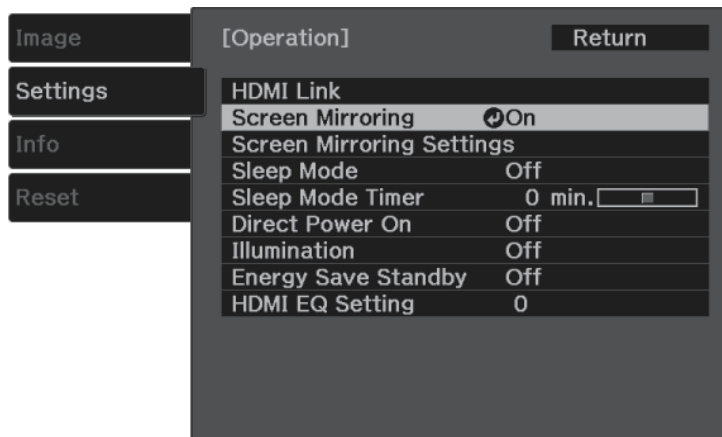 Image
Settings
Info
Reset
[Operation] Return
HDMI Link
Screen Mirroring On
Screen Mirroring Settings
Sleep Mode Off
Sleep Mode Timer 0 min.
Direct Power On Off
Illumination Off
Energy Save Standby Off
HDMI EQ Setting 0